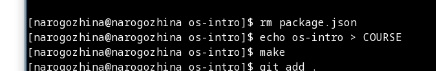 [narogozhina@narogozhina os-intro]$ rm package.json
[narogozhina@narogozhina os-intro]$ echo os-intro > COURSE
[narogozhina@narogozhina os-intro]$ make
[narogozhina@narogozhina os-intro]$ git add .